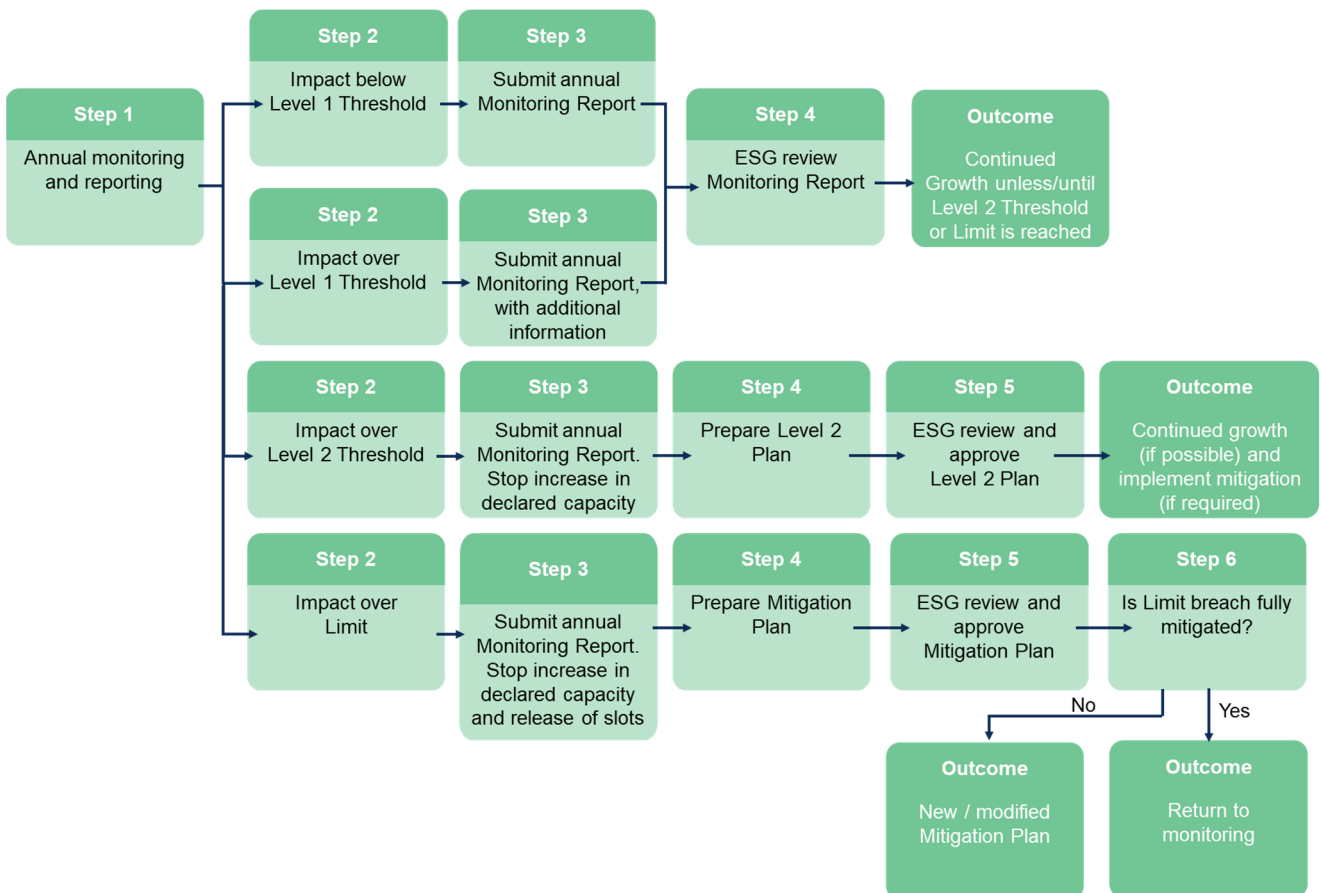 Step 1
Annual monitoring
and reporting
Step 2
Impact below
Level 1 Threshold
Step 3
Submit annual
Monitoring Report
Step 2
Impact over
Level 1 Threshold
Step 3
Submit annual
Monitoring Report,
with additional
information
Step 4
ESG review
Monitoring Report
Outcome
Continued
Growth unless/until
Level 2 Threshold
or Limit is reached
Step 2
Impact over
Level 2 Threshold
Step 3
Submit annual
Monitoring Report.
Stop increase in
declared capacity
Step 4
Prepare Level 2
Plan
Step 5
ESG review and
approve
Level 2 Plan
Outcome
Continued growth
(if possible) and
implement mitigation
(if required)
Step 2
Impact over
Limit
Step 3
Submit annual
Monitoring Report.
Stop increase in
declared capacity
and release of slots
Step 4
Prepare Mitigation
Plan
Step 5
ESG review and
approve
Mitigation Plan
Step 6
Is Limit breach fully
mitigated?
No
Yes
Outcome
New / modified
Mitigation Plan
Outcome
Return to
monitoring